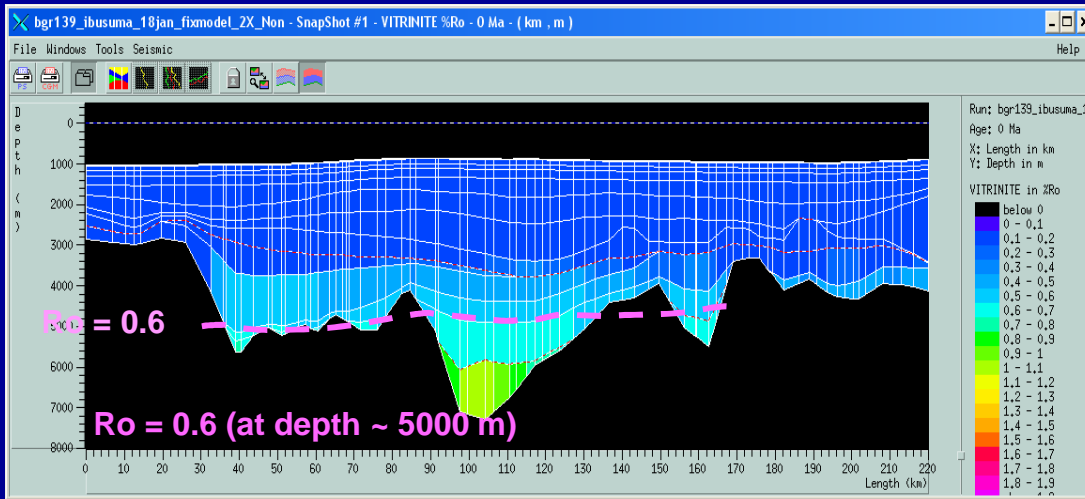 bgr139_ibusuma_18jan_fixmodel_2X_Non - SnapShot #1 - VITRINITE %Ro - 0 Ma - ( km , m )
File Windows Tools Seismic Help
PS CGM
Depth (m)
0
1000
2000
3000
4000
5000
6000
7000
8000
0 10 20 30 40 50 60 70 80 90 100 110 120 130 140 150 160 170 180 190 200 210 220
Length (km)
Ro = 0.6
Ro = 0.6 (at depth ~ 5000 m)
Run: bgr139_ibusuma_1
Age: 0 Ma
X: Length in km
Y: Depth in m
VITRINITE in %Ro
below 0
0 - 0.1
0.1 - 0.2
0.2 - 0.3
0.3 - 0.4
0.4 - 0.5
0.5 - 0.6
0.6 - 0.7
0.7 - 0.8
0.8 - 0.9
0.9 - 1
1 - 1.1
1.1 - 1.2
1.2 - 1.3
1.3 - 1.4
1.4 - 1.5
1.5 - 1.6
1.6 - 1.7
1.7 - 1.8
1.8 - 1.9